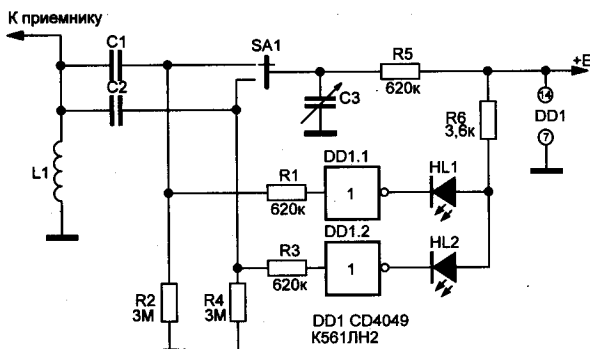 К приемнику
C1
SA1
R5
620к
+E
C2
C3
R6
3,6к
14
DD1
7
L1
DD1.1
HL1
R1
620к
1
DD1.2
HL2
R3
620к
1
R2
3М
R4
3М
DD1 CD4049
К561ЛН2